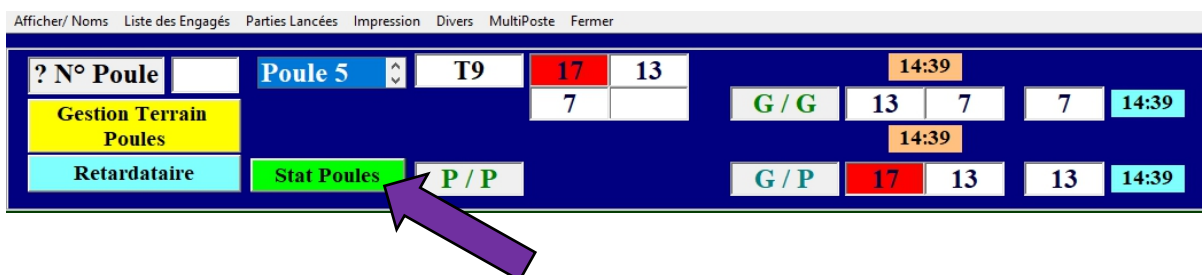 Afficher/ Noms Liste des Engagés Parties Lancées Impression Divers MultiPoste Fermer
? N° Poule Poule 5 T9 17 13 14:39
7 G / G 13 7 7 14:39
Gestion Terrain
Poules 14:39
Retardataire Stat Poules P / P G / P 17 13 13 14:39